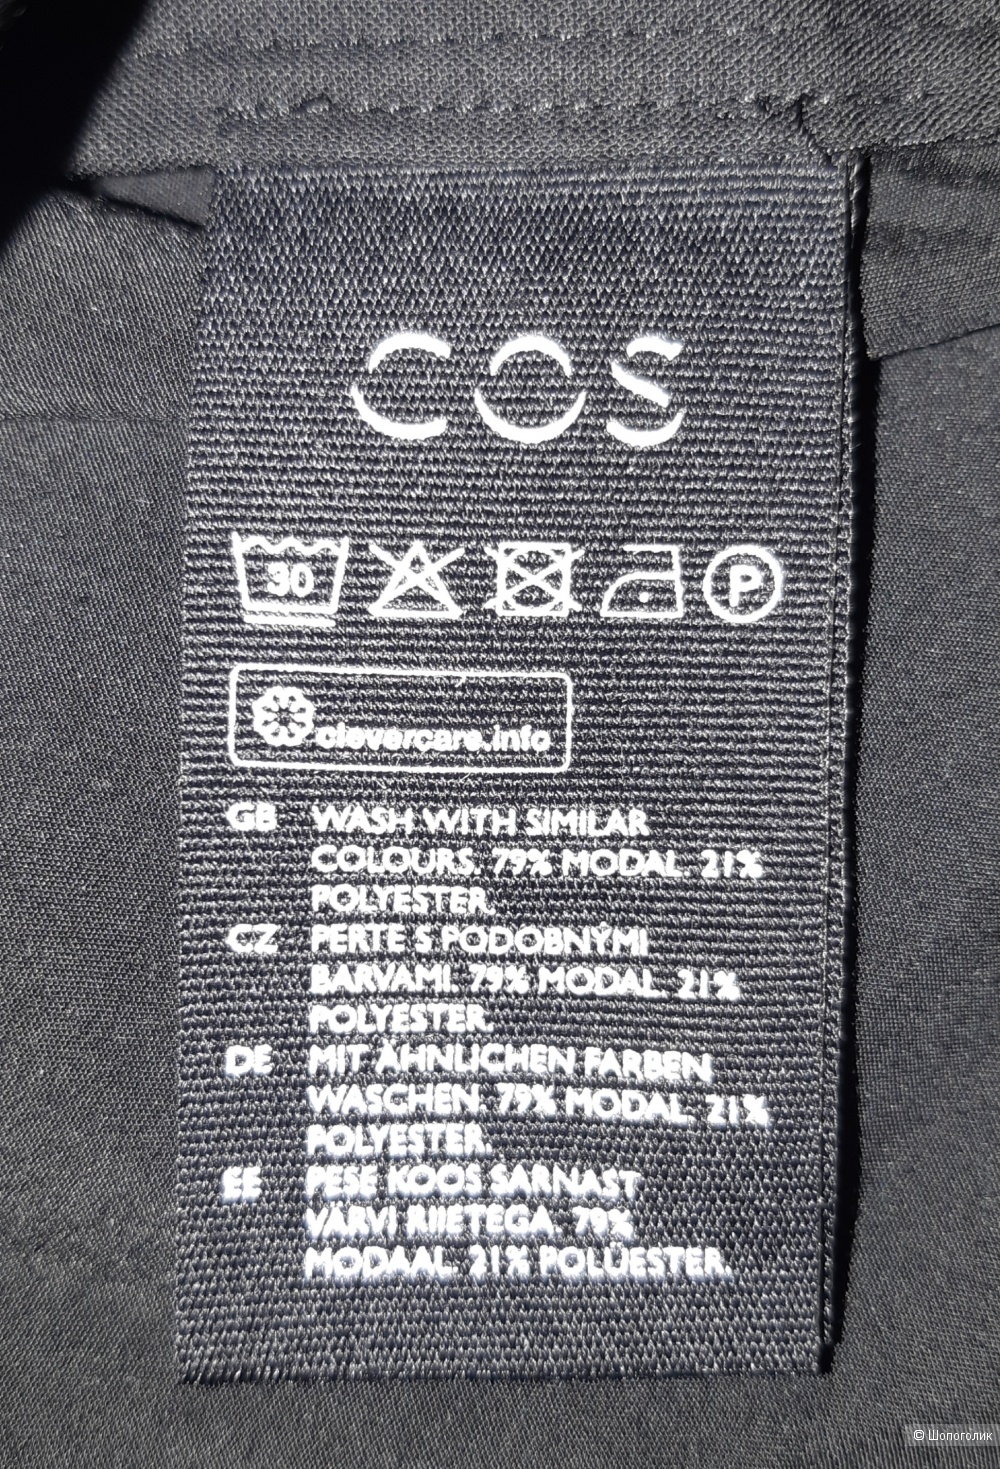 COS
30 P
clevercare.info
GB WASH WITH SIMILAR
COLOURS. 79% MODAL. 21%
POLYESTER.
CZ PERTE S PODOBNÝMI
BARVAMI. 79% MODAL. 21%
POLYESTER.
DE MIT ÄHNLICHEN FARBEN
WASCHEN. 79% MODAL. 21%
POLYESTER.
EE PESE KOOS SARNAST
VÄRVI RIIETEGA. 79%
MODAAL. 21% POLÜESTER.
© Шопоголик